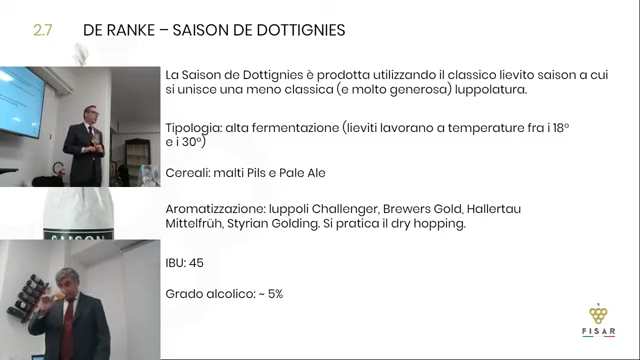 2.7 DE RANKE – SAISON DE DOTTIGNIES
La Saison de Dottignies è prodotta utilizzando il classico lievito saison a cui
si unisce una meno classica (e molto generosa) luppolatura.
Tipologia: alta fermentazione (lieviti lavorano a temperature fra i 18°
e i 30°)
Cereali: malti Pils e Pale Ale
Aromatizzazione: luppoli Challenger, Brewers Gold, Hallertau
Mittelfrüh, Styrian Golding. Si pratica il dry hopping.
SAISON
IBU: 45
Grado alcolico: ~ 5%
FISAR